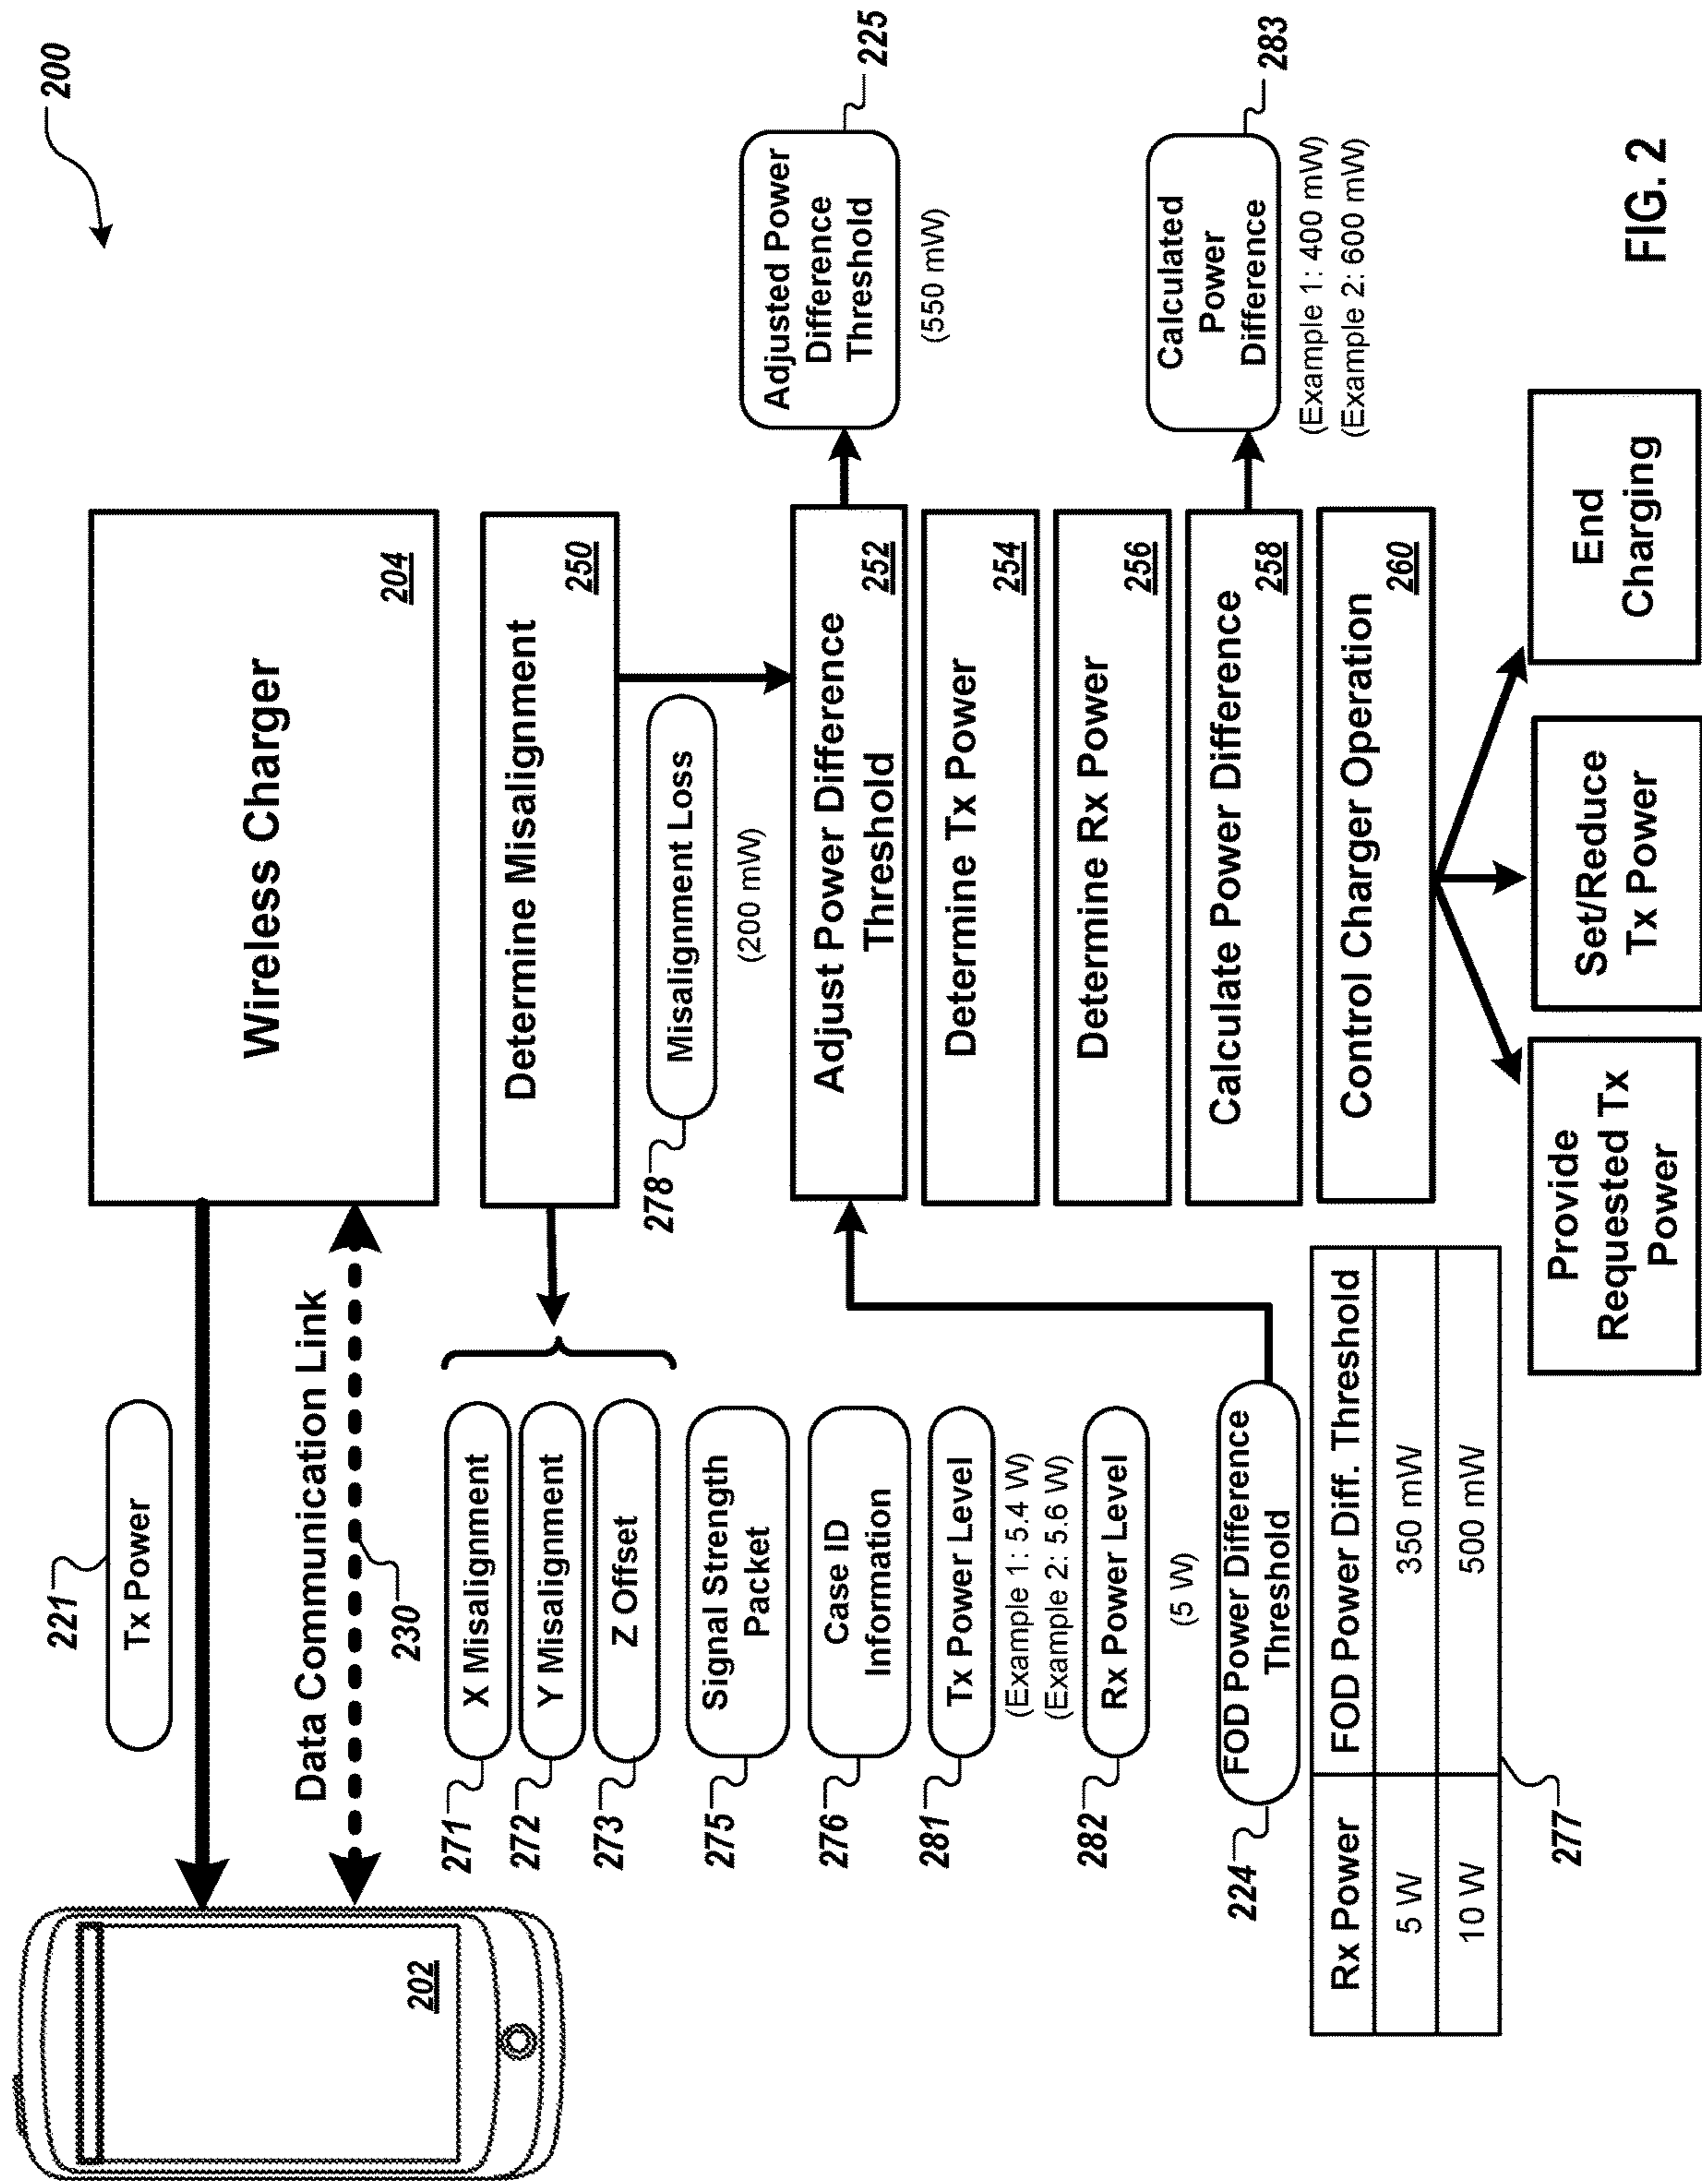 200
221
Tx Power
Data Communication Link
230
Wireless Charger
204
202
271
X Misalignment
272
Y Misalignment
273
Z Offset
Determine Misalignment
250
275
Signal Strength
Packet
278
Misalignment Loss
(200 mW)
276
Case ID
Information
Adjust Power Difference
Threshold
252
Adjusted Power
Difference
Threshold
225
(550 mW)
281
Tx Power Level
(Example 1: 5.4 W)
(Example 2: 5.6 W)
Determine Tx Power
254
282
Rx Power Level
(5 W)
Determine Rx Power
256
224
FOD Power Difference
Threshold
Calculate Power Difference
258
Calculated
Power
Difference
283
(Example 1: 400 mW)
(Example 2: 600 mW)
Rx Power FOD Power Diff. Threshold
5 W 350 mW
10 W 500 mW
277
Control Charger Operation
260
Provide
Requested Tx
Power
Set/Reduce
Tx Power
End
Charging
FIG. 2